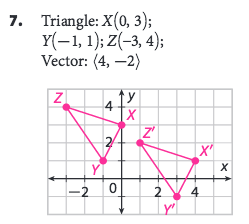 7. Triangle: X(0, 3);
Y(−1, 1); Z(−3, 4);
Vector: ⟨4, −2⟩
Z
4
y
X
2
Z'
X'
Y
x
−2
0
2
4
Y'